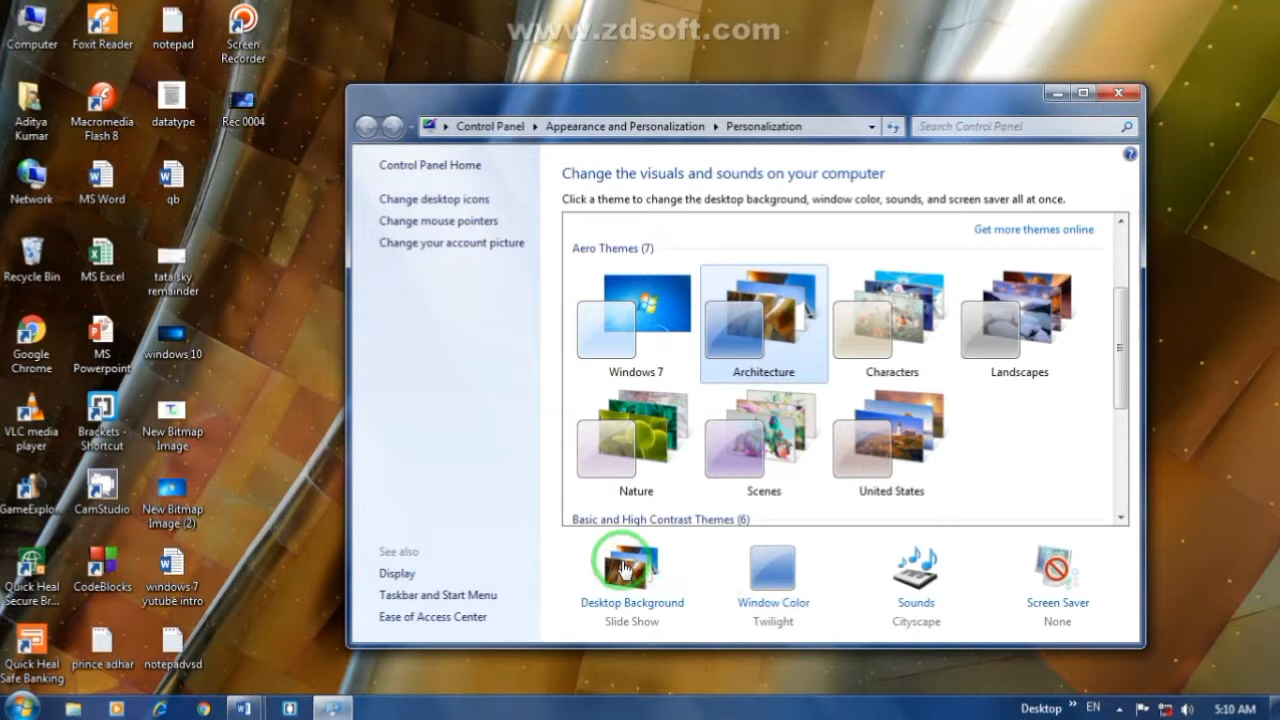 www.zdsoft.com
Computer
Foxit Reader
notepad
Screen
Recorder
Aditya
Kumar
Macromedia
Flash 8
datatype
Rec 0004
Network
MS Word
qb
Recycle Bin
MS Excel
tata sky
remainder
Google
Chrome
MS
Powerpoint
windows 10
VLC media
player
Brackets -
Shortcut
New Bitmap
Image
GameExplo...
CamStudio
New Bitmap
Image (2)
Quick Heal
Secure Br...
CodeBlocks
windows 7
yutube intro
Quick Heal
Safe Banking
prince adhar
notepadvsd
Control Panel
Appearance and Personalization
Personalization
Search Control Panel
Control Panel Home
Change desktop icons
Change mouse pointers
Change your account picture
See also
Display
Taskbar and Start Menu
Ease of Access Center
Change the visuals and sounds on your computer
Click a theme to change the desktop background, window color, sounds, and screen saver all at once.
Get more themes online
Aero Themes (7)
Windows 7
Architecture
Characters
Landscapes
Nature
Scenes
United States
Basic and High Contrast Themes (6)
Desktop Background
Slide Show
Window Color
Twilight
Sounds
Cityscape
Screen Saver
None
Desktop
EN
5:10 AM